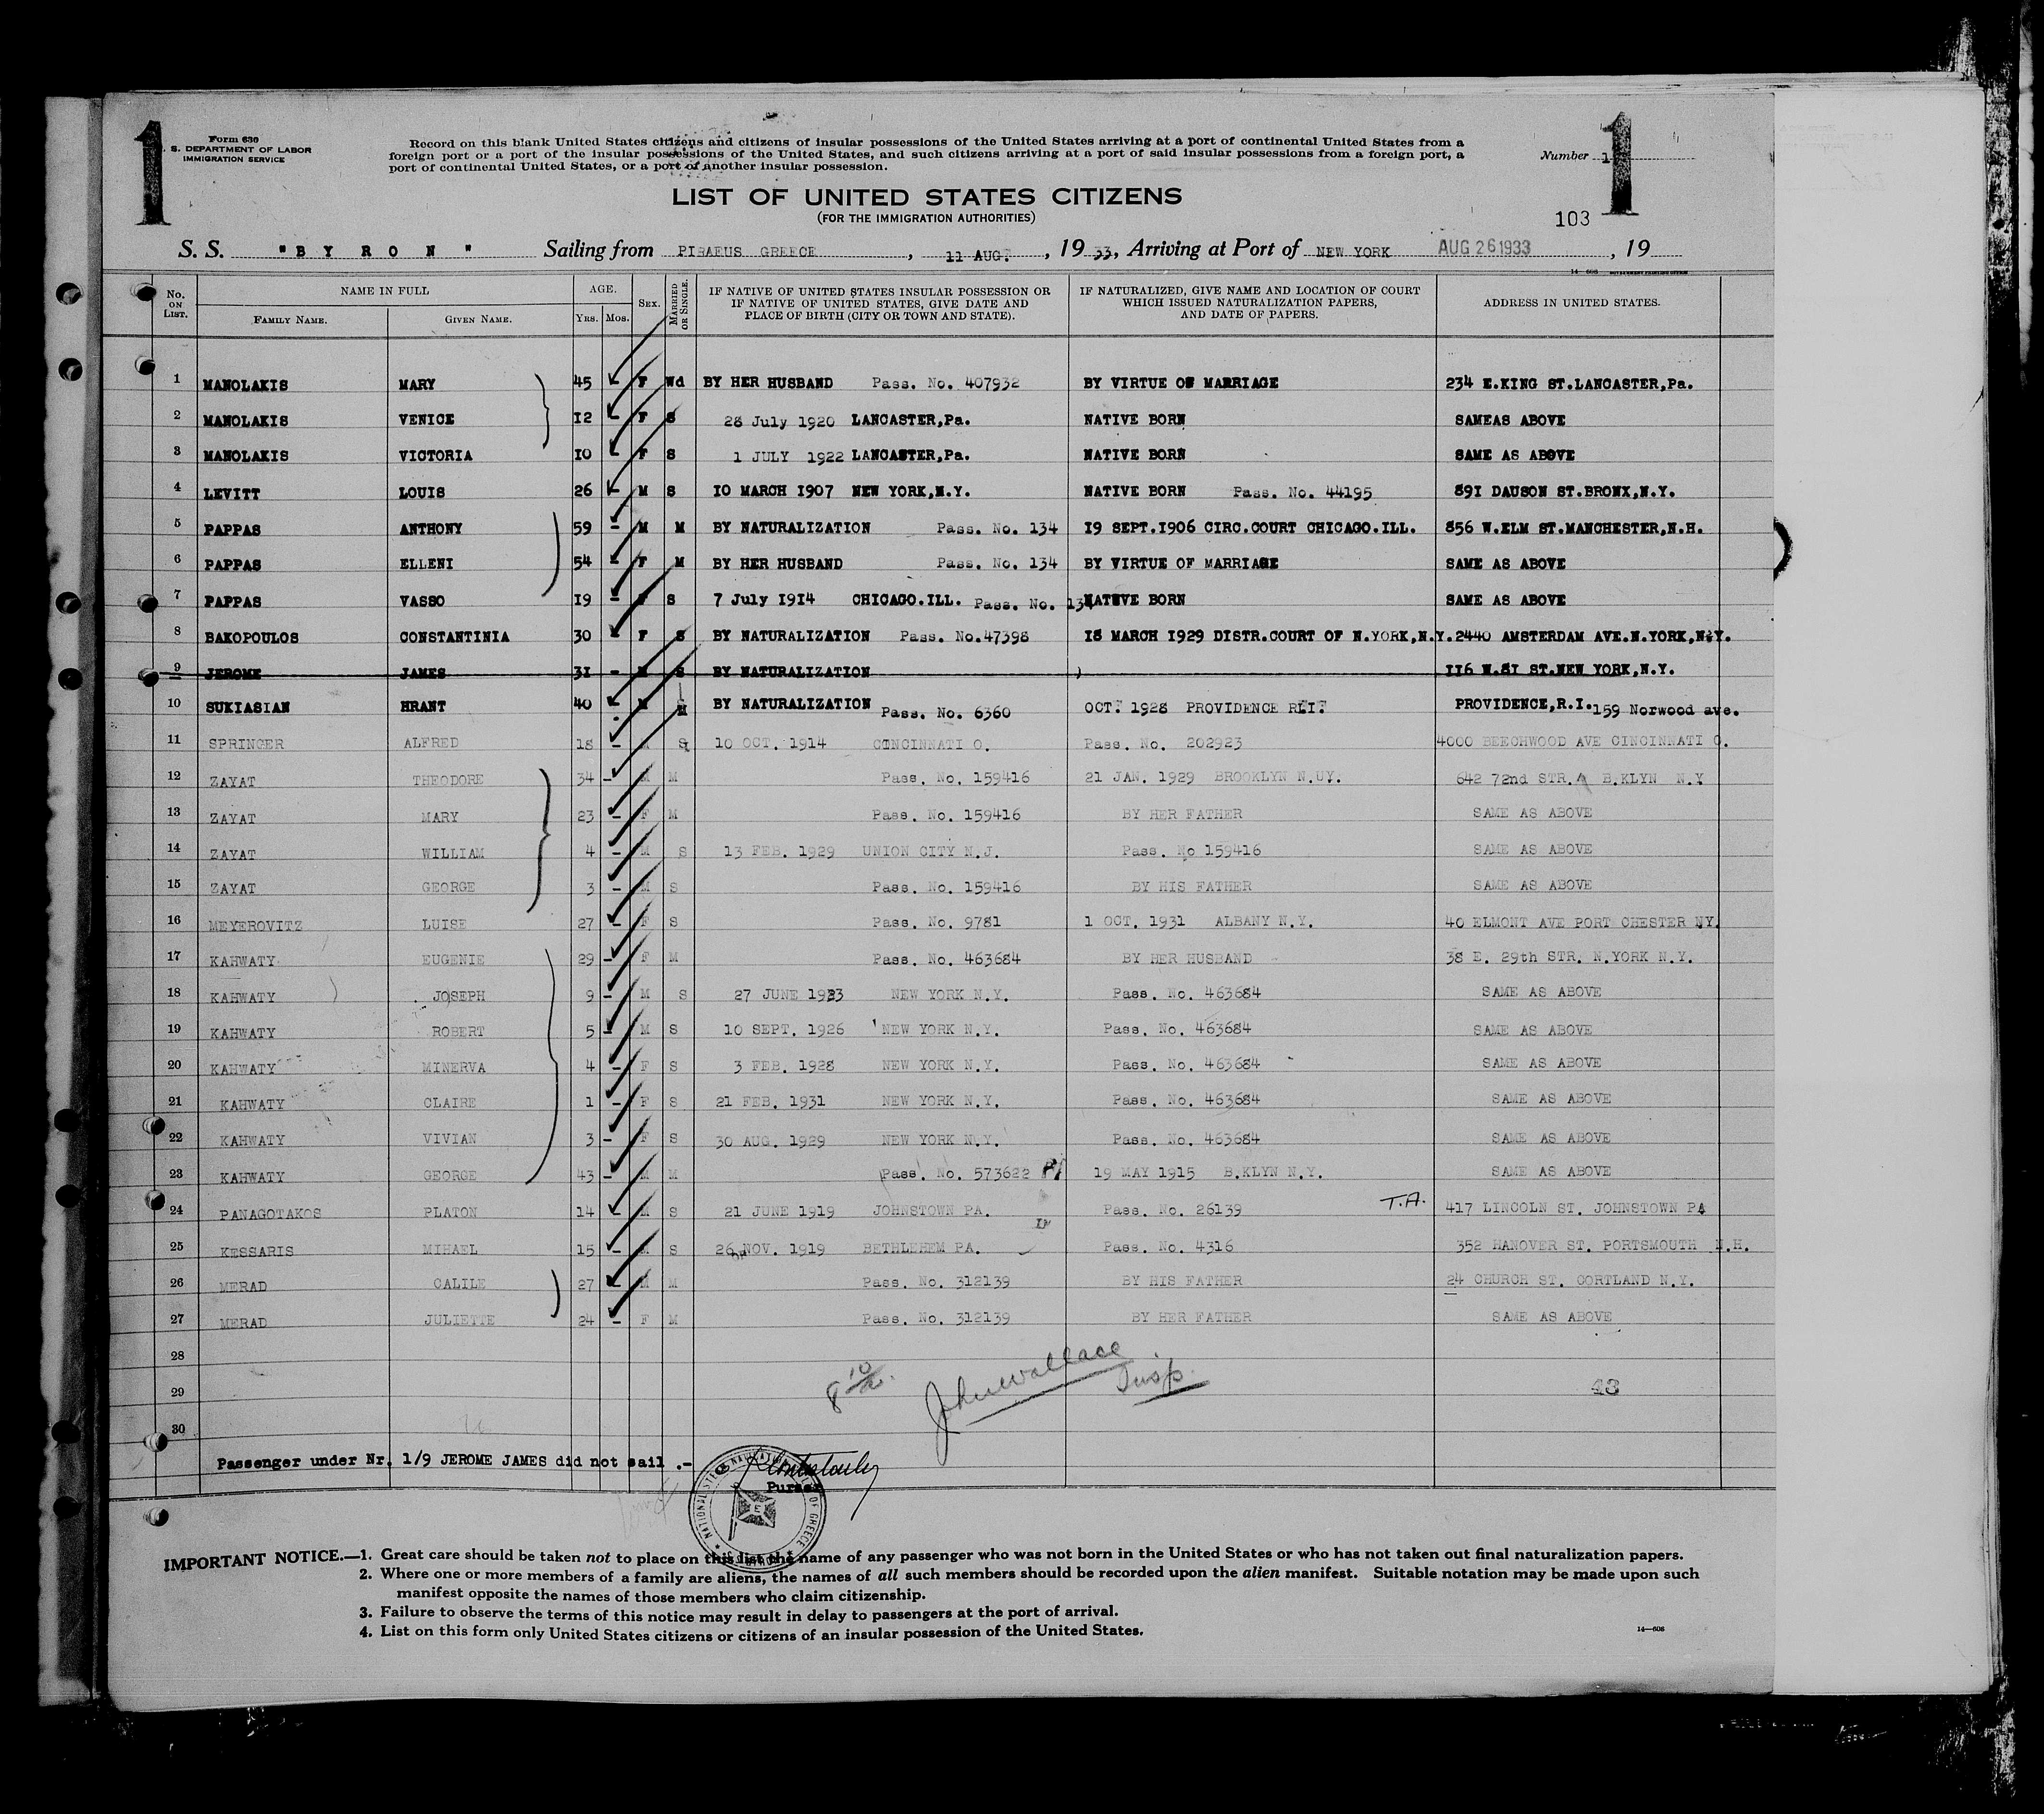 1
1
Form 630
S. DEPARTMENT OF LABOR
IMMIGRATION SERVICE
Record on this blank United States citizens and citizens of insular possessions of the United States arriving at a port of continental United States from a
foreign port or a port of the insular possessions of the United States, and such citizens arriving at a port of said insular possessions from a foreign port, a
port of continental United States, or a port of another insular possession.
Number 1
LIST OF UNITED STATES CITIZENS
(FOR THE IMMIGRATION AUTHORITIES)
103
S. S. "BYRON" Sailing from PIRAEUS GREECE, 11 AUG., 1933, Arriving at Port of NEW YORK AUG 26 1933, 19
14—606 GOVERNMENT PRINTING OFFICE
No. ON LIST. NAME IN FULL FAMILY NAME. GIVEN NAME. AGE. Yrs. Mos. SEX. MARRIED OR SINGLE. IF NATIVE OF UNITED STATES INSULAR POSSESSION OR IF NATIVE OF UNITED STATES, GIVE DATE AND PLACE OF BIRTH (CITY OR TOWN AND STATE). IF NATURALIZED, GIVE NAME AND LOCATION OF COURT WHICH ISSUED NATURALIZATION PAPERS, AND DATE OF PAPERS. ADDRESS IN UNITED STATES.
1 MANOLAKIS MARY 45 - F Wd BY HER HUSBAND Pass. No. 407932 BY VIRTUE OF MARRIAGE 234 E.KING ST.LANCASTER,Pa.
2 MANOLAKIS VENICE 12 - F S 28 July 1920 LANCASTER,Pa. NATIVE BORN SAMEAS ABOVE
3 MANOLAKIS VICTORIA 10 - F S 1 JULY 1922 LANCASTER,Pa. NATIVE BORN SAME AS ABOVE
4 LEVITT LOUIS 26 - M S 10 MARCH 1907 NEW YORK,N.Y. NATIVE BORN Pass. No. 44195 891 DAUSON ST.BRONX,N.Y.
5 PAPPAS ANTHONY 59 - M M BY NATURALIZATION Pass. No. 134 19 SEPT.1906 CIRC.COURT CHICAGO.ILL. 856 W.ELM ST.MANCHESTER,N.H.
6 PAPPAS ELLENI 54 - F M BY HER HUSBAND Pass. No. 134 BY VIRTUE OF MARRIAGE SAME AS ABOVE
7 PAPPAS VASSO 19 - F S 7 July 1914 CHICAGO.ILL. Pass. No. 134 NATIVE BORN SAME AS ABOVE
8 BAKOPOULOS CONSTANTINIA 30 - F S BY NATURALIZATION Pass. No.47398 18 MARCH 1929 DISTR.COURT OF N.YORK,N.Y. 2440 AMSTERDAM AVE.N.YORK,N.Y.
9 JEROME JAMES 31 - M S BY NATURALIZATION 116 W.81 ST.NEW YORK,N.Y.
10 SUKIASIAN HRANT 40 - M M BY NATURALIZATION Pass. No. 6360 OCT. 1928 PROVIDENCE R.I. PROVIDENCE,R.I.159 Norwood ave.
11 SPRINGER ALFRED 18 - M S 10 OCT. 1914 CINCINNATI O. Pass. No. 202923 4000 BEECHWOOD AVE CINCINNATI O.
12 ZAYAT THEODORE 34 - M M Pass. No. 159416 21 JAN. 1929 BROOKLYN N.UY. 642 72nd STR. B.KLYN N.Y
13 ZAYAT MARY 23 - F M Pass. No. 159416 BY HER FATHER SAME AS ABOVE
14 ZAYAT WILLIAM 4 - M S 13 FEB. 1929 UNION CITY N.J. Pass. No 159416 SAME AS ABOVE
15 ZAYAT GEORGE 3 - M S Pass. No. 159416 BY HIS FATHER SAME AS ABOVE
16 MEYEROVITZ LUISE 27 - F S Pass. No. 9781 1 OCT. 1931 ALBANY N.Y. 40 ELMONT AVE PORT CHESTER NY.
17 KAHWATY EUGENIE 29 - F M Pass. No. 463684 BY HER HUSBAND 38 E. 29th STR. N.YORK N.Y.
18 KAHWATY JOSEPH 9 - M S 27 JUNE 1923 NEW YORK N.Y. Pass. No. 463684 SAME AS ABOVE
19 KAHWATY ROBERT 5 - M S 10 SEPT. 1926 NEW YORK N.Y. Pass. No. 463684 SAME AS ABOVE
20 KAHWATY MINERVA 4 - F S 3 FEB. 1928 NEW YORK N.Y. Pass. No. 463684 SAME AS ABOVE
21 KAHWATY CLAIRE 1 - F S 21 FEB. 1931 NEW YORK N.Y. Pass. No. 463684 SAME AS ABOVE
22 KAHWATY VIVIAN 3 - F S 30 AUG. 1929 NEW YORK N.Y. Pass. No. 463684 SAME AS ABOVE
23 KAHWATY GEORGE 43 - M M Pass. No. 573622 19 MAY 1915 B.KLYN N.Y. SAME AS ABOVE
24 PANAGOTAKOS PLATON 14 - M S 21 JUNE 1919 JOHNSTOWN PA. Pass. No. 26139 T.A. 417 LINCOLN ST. JOHNSTOWN PA
25 KESSARIS MIHAEL 15 - M S 26 NOV. 1919 BETHLEHEM PA. Pass. No. 4316 352 HANOVER ST. PORTSMOUTH N.H.
26 MERAD CALILE 27 - M M Pass. No. 312139 BY HIS FATHER 24 CHURCH ST. CORTLAND N.Y.
27 MERAD JULIETTE 24 - F M Pass. No. 312139 BY HER FATHER SAME AS ABOVE
28
29 John Wallace Insp. 43
30
Passenger under Nr. 1/9 JEROME JAMES did not sail .-
Purser
IMPORTANT NOTICE.—1. Great care should be taken not to place on this list the name of any passenger who was not born in the United States or who has not taken out final naturalization papers.
2. Where one or more members of a family are aliens, the names of all such members should be recorded upon the alien manifest. Suitable notation may be made upon such
manifest opposite the names of those members who claim citizenship.
3. Failure to observe the terms of this notice may result in delay to passengers at the port of arrival.
4. List on this form only United States citizens or citizens of an insular possession of the United States.
14—606